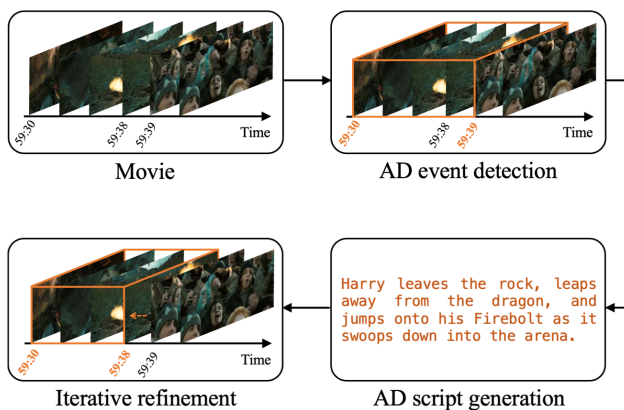 59:30
59:38
59:39
Time
Movie
59:30
59:38
59:39
Time
AD event detection
59:30
59:38
59:39
Time
Iterative refinement
Harry leaves the rock, leaps
away from the dragon, and
jumps onto his Firebolt as it
swoops down into the arena.
AD script generation